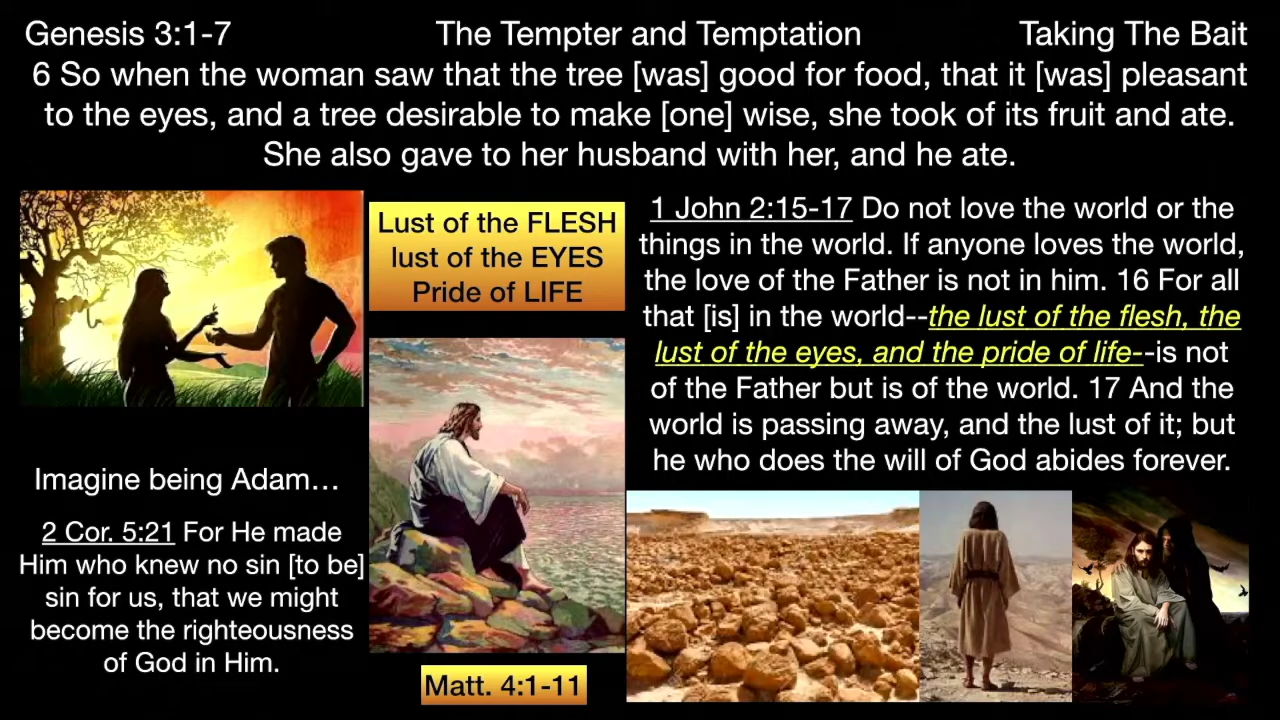 Genesis 3:1-7 The Tempter and Temptation Taking The Bait
6 So when the woman saw that the tree [was] good for food, that it [was] pleasant
to the eyes, and a tree desirable to make [one] wise, she took of its fruit and ate.
She also gave to her husband with her, and he ate.
Lust of the FLESH
lust of the EYES
Pride of LIFE
1 John 2:15-17 Do not love the world or the
things in the world. If anyone loves the world,
the love of the Father is not in him. 16 For all
that [is] in the world--the lust of the flesh, the
lust of the eyes, and the pride of life--is not
of the Father but is of the world. 17 And the
world is passing away, and the lust of it; but
he who does the will of God abides forever.
Imagine being Adam…
2 Cor. 5:21 For He made
Him who knew no sin [to be]
sin for us, that we might
become the righteousness
of God in Him.
Matt. 4:1-11